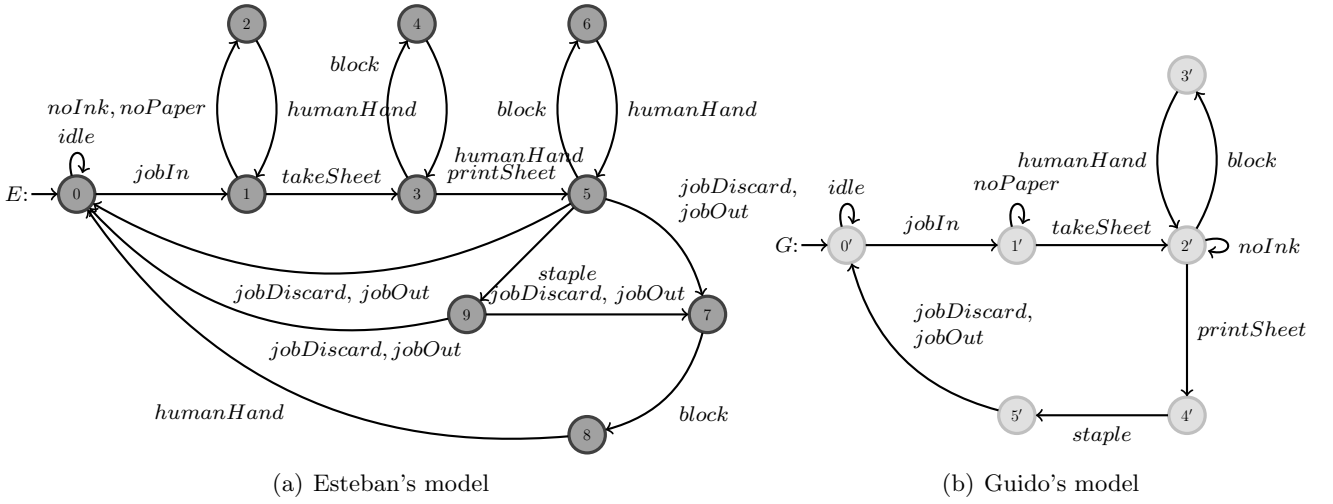 2
4
6
3′
block
noInk, noPaper
humanHand
block
humanHand
idle
humanHand
block
jobIn
takeSheet
humanHand
printSheet
E:
0
1
3
5
jobDiscard,
jobOut
idle
noPaper
jobIn
takeSheet
G:
0′
1′
2′
noInk
staple
jobDiscard, jobOut
jobDiscard, jobOut
9
7
jobDiscard,
jobOut
printSheet
jobDiscard, jobOut
humanHand
block
8
5′
4′
staple
(a) Esteban's model
(b) Guido's model